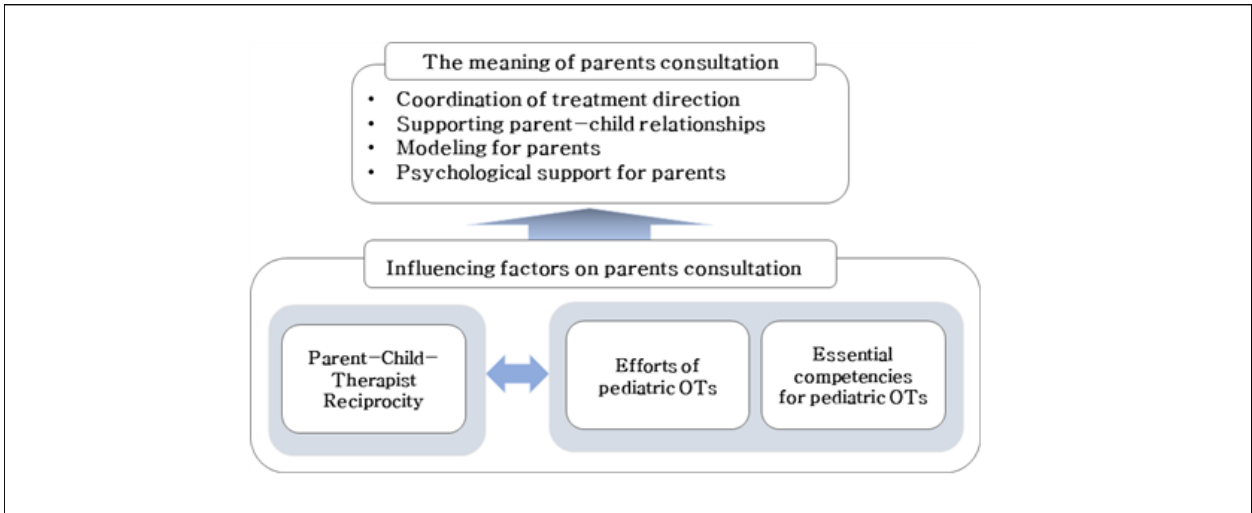 The meaning of parents consultation
• Coordination of treatment direction
• Supporting parent-child relationships
• Modeling for parents
• Psychological support for parents
Influencing factors on parents consultation
Parent-Child-
Therapist
Reciprocity
Efforts of
pediatric OTs
Essential
competencies
for pediatric OTs